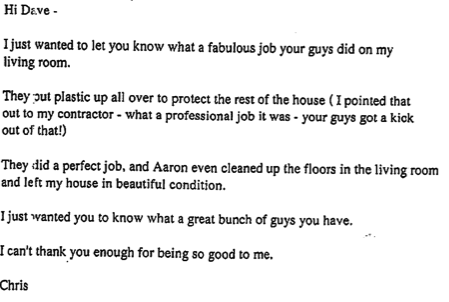 Hi Dave -
I just wanted to let you know what a fabulous job your guys did on my
living room.
They put plastic up all over to protect the rest of the house ( I pointed that
out to my contractor - what a professional job it was - your guys got a kick
out of that!)
They did a perfect job, and Aaron even cleaned up the floors in the living room
and left my house in beautiful condition.
I just wanted you to know what a great bunch of guys you have.
I can't thank you enough for being so good to me.
Chris